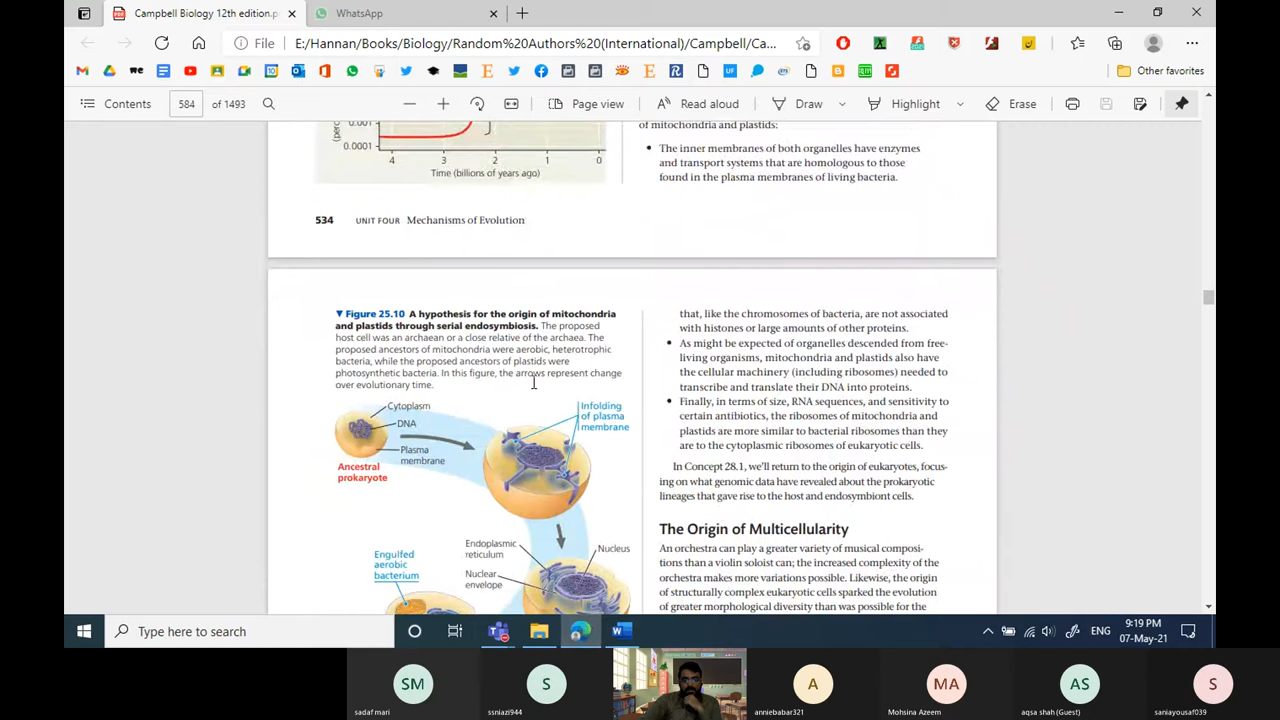 Campbell Biology 12th edition.p
WhatsApp
File
E:/Hannan/Books/Biology/Random%20Authors%20(International)/Campbell/Ca...
Other favorites
Contents
584
of 1493
Page view
Read aloud
Draw
Highlight
Erase
0.001
0.0001
4 3 2 1 0
Time (billions of years ago)
534 UNIT FOUR Mechanisms of Evolution
of mitochondria and plastids:
• The inner membranes of both organelles have enzymes
and transport systems that are homologous to those
found in the plasma membranes of living bacteria.
▼ Figure 25.10 A hypothesis for the origin of mitochondria
and plastids through serial endosymbiosis. The proposed
host cell was an archaean or a close relative of the archaea. The
proposed ancestors of mitochondria were aerobic, heterotrophic
bacteria, while the proposed ancestors of plastids were
photosynthetic bacteria. In this figure, the arrows represent change
over evolutionary time.
Cytoplasm
DNA
Plasma
membrane
Ancestral
prokaryote
Infolding
of plasma
membrane
Endoplasmic
reticulum
Nucleus
Nuclear
envelope
Engulfed
aerobic
bacterium
that, like the chromosomes of bacteria, are not associated
with histones or large amounts of other proteins.
• As might be expected of organelles descended from free-
living organisms, mitochondria and plastids also have
the cellular machinery (including ribosomes) needed to
transcribe and translate their DNA into proteins.
• Finally, in terms of size, RNA sequences, and sensitivity to
certain antibiotics, the ribosomes of mitochondria and
plastids are more similar to bacterial ribosomes than they
are to the cytoplasmic ribosomes of eukaryotic cells.
In Concept 28.1, we'll return to the origin of eukaryotes, focus-
ing on what genomic data have revealed about the prokaryotic
lineages that gave rise to the host and endosymbiont cells.
The Origin of Multicellularity
An orchestra can play a greater variety of musical composi-
tions than a violin soloist can; the increased complexity of the
orchestra makes more variations possible. Likewise, the origin
of structurally complex eukaryotic cells sparked the evolution
of greater morphological diversity than was possible for the
Type here to search
ENG
9:19 PM
07-May-21
SM
sadaf mari
S
ssniazi944
A
anniebabar321
MA
Mohsina Azeem
AS
aqsa shah (Guest)
S
saniayousaf039